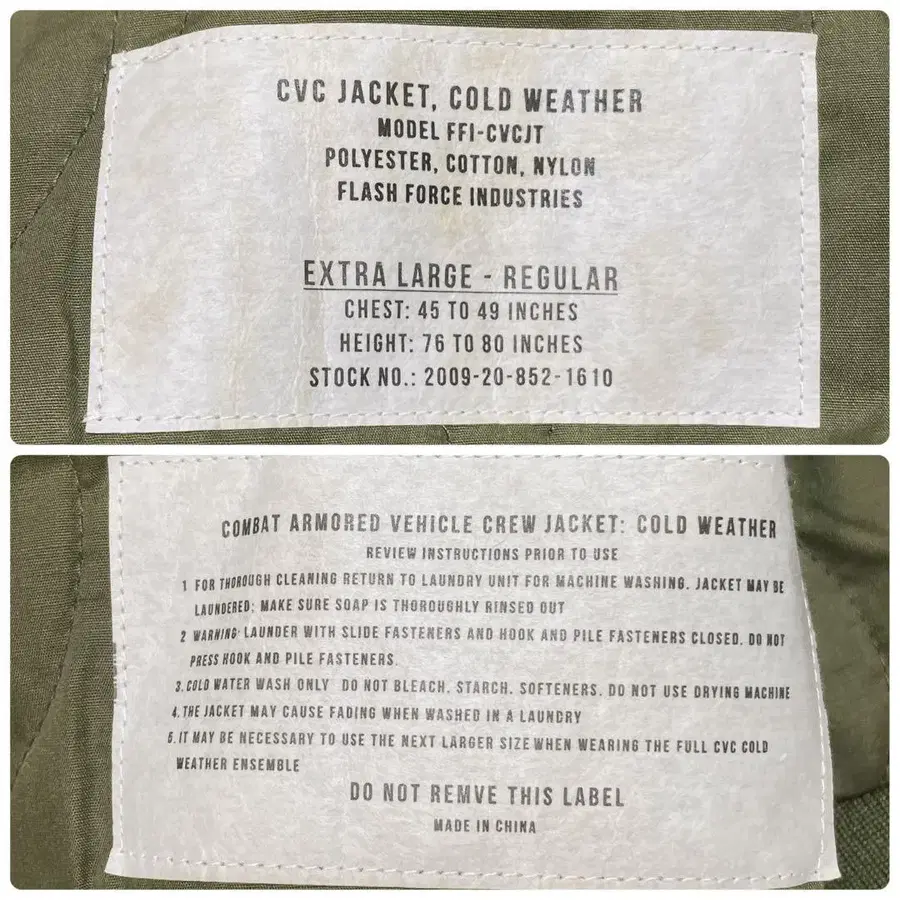 CVC JACKET, COLD WEATHER
MODEL FFI-CVCJT
POLYESTER, COTTON, NYLON
FLASH FORCE INDUSTRIES
EXTRA LARGE - REGULAR
CHEST: 45 TO 49 INCHES
HEIGHT: 76 TO 80 INCHES
STOCK NO.: 2009-20-852-1610
COMBAT ARMORED VEHICLE CREW JACKET: COLD WEATHER
REVIEW INSTRUCTIONS PRIOR TO USE
1 FOR THOROUGH CLEANING RETURN TO LAUNDRY UNIT FOR MACHINE WASHING. JACKET MAY BE
LAUNDERED; MAKE SURE SOAP IS THOROUGHLY RINSED OUT
2 WARNING: LAUNDER WITH SLIDE FASTENERS AND HOOK AND PILE FASTENERS CLOSED. DO NOT
PRESS HOOK AND PILE FASTENERS.
3. COLD WATER WASH ONLY DO NOT BLEACH. STARCH. SOFTENERS. DO NOT USE DRYING MACHINE
4. THE JACKET MAY CAUSE FADING WHEN WASHED IN A LAUNDRY
5. IT MAY BE NECESSARY TO USE THE NEXT LARGER SIZE WHEN WEARING THE FULL CVC COLD
WEATHER ENSEMBLE
DO NOT REMVE THIS LABEL
MADE IN CHINA